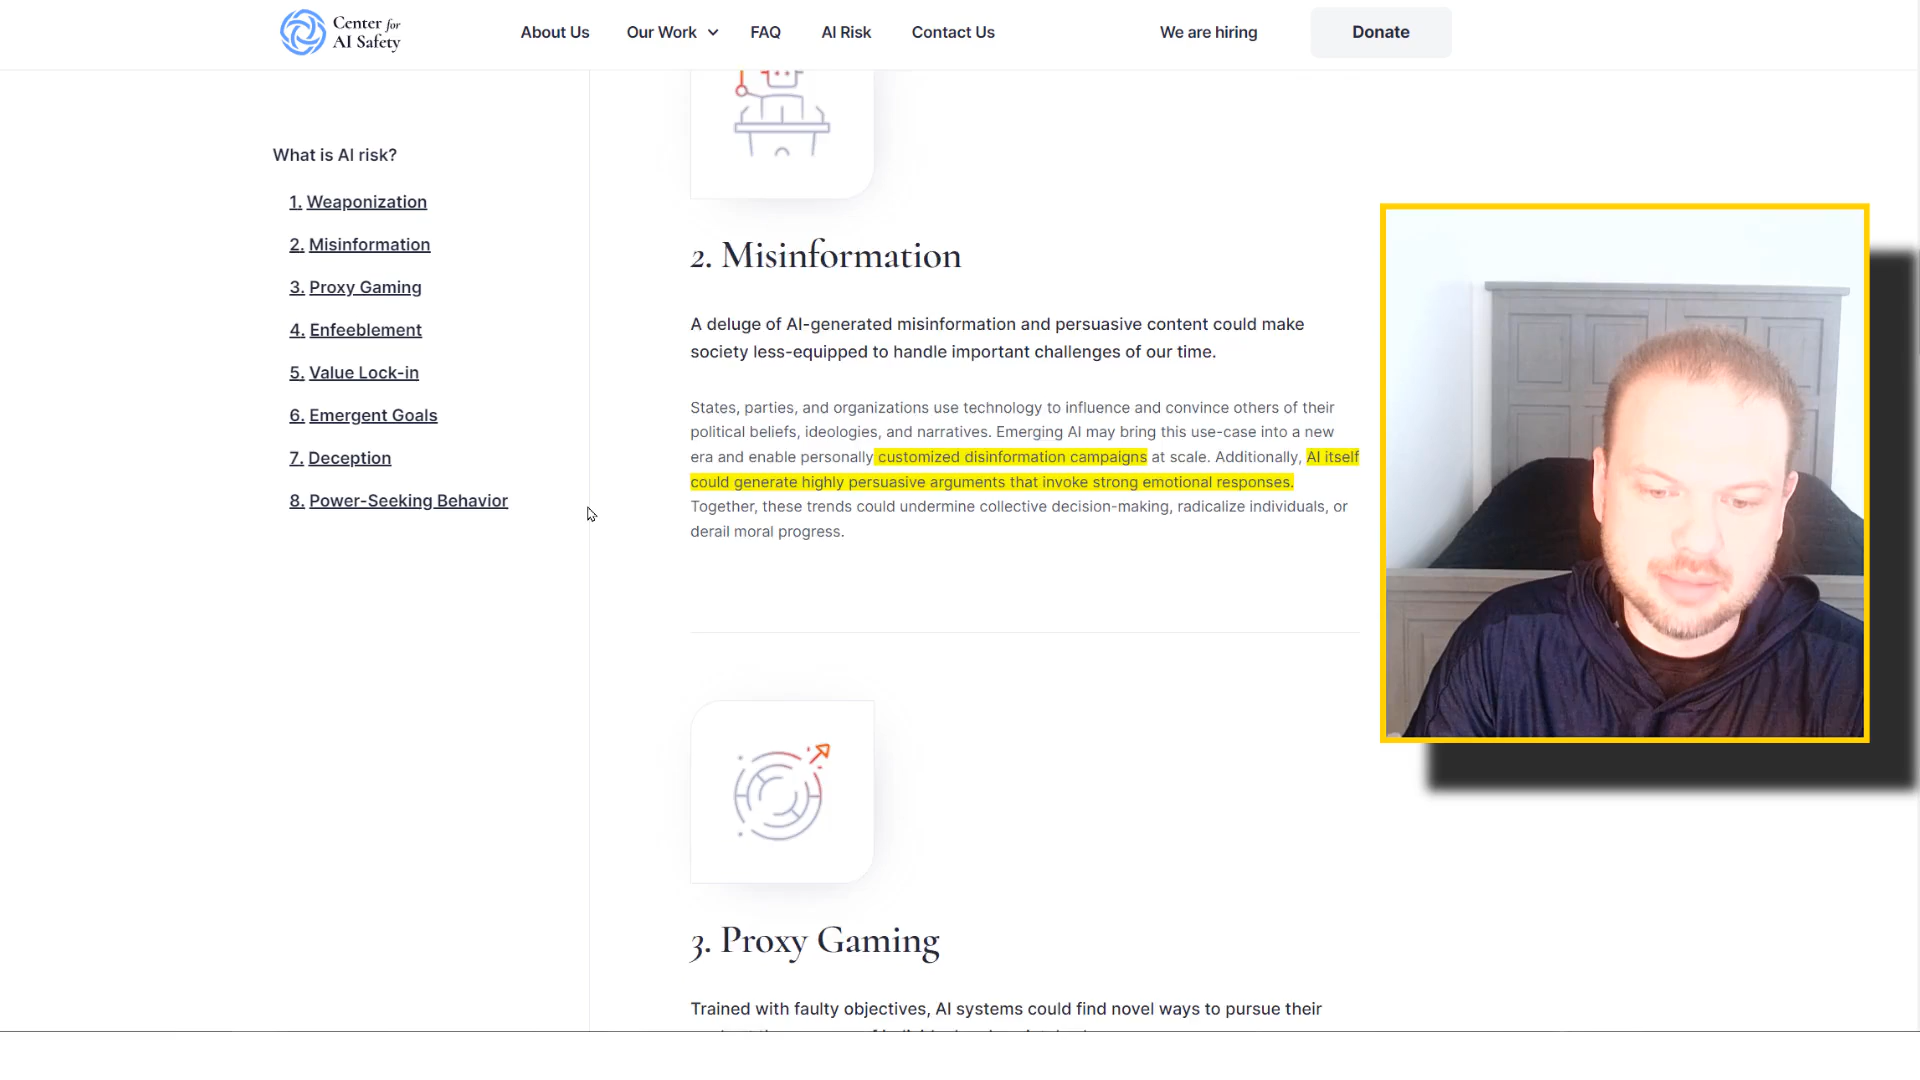 Center for
AI Safety
About Us
Our Work
FAQ
AI Risk
Contact Us
We are hiring
Donate
What is AI risk?
1. Weaponization
2. Misinformation
3. Proxy Gaming
4. Enfeeblement
5. Value Lock-in
6. Emergent Goals
7. Deception
8. Power-Seeking Behavior
2. Misinformation
A deluge of AI-generated misinformation and persuasive content could make
society less-equipped to handle important challenges of our time.
States, parties, and organizations use technology to influence and convince others of their
political beliefs, ideologies, and narratives. Emerging AI may bring this use-case into a new
era and enable personally customized disinformation campaigns at scale. Additionally, AI itself
could generate highly persuasive arguments that invoke strong emotional responses.
Together, these trends could undermine collective decision-making, radicalize individuals, or
derail moral progress.
3. Proxy Gaming
Trained with faulty objectives, AI systems could find novel ways to pursue their